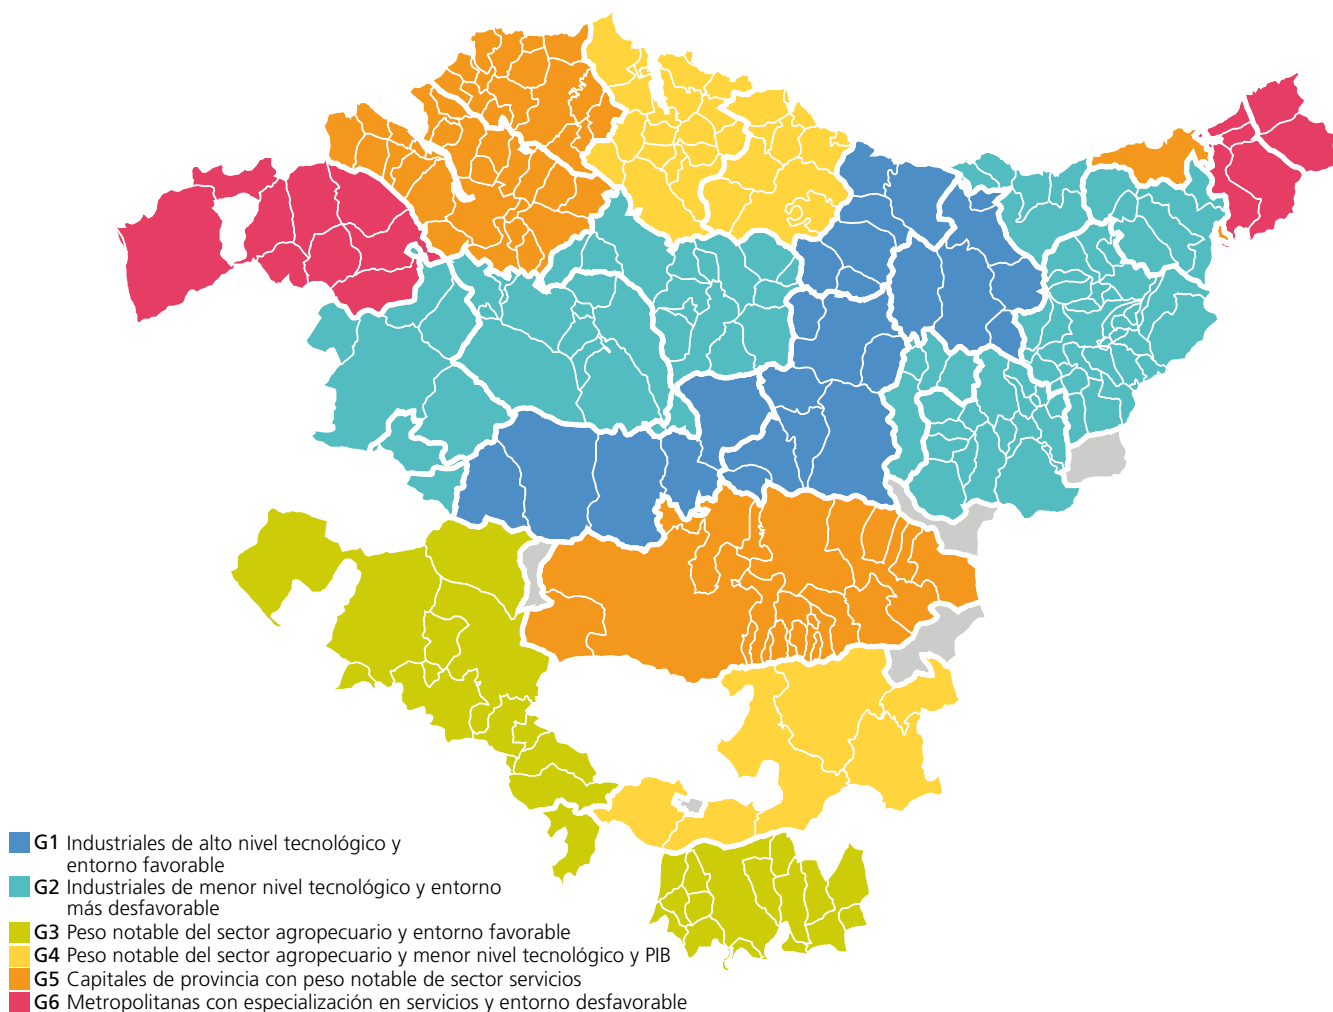 G1 Industriales de alto nivel tecnológico y
entorno favorable
G2 Industriales de menor nivel tecnológico y entorno
más desfavorable
G3 Peso notable del sector agropecuario y entorno favorable
G4 Peso notable del sector agropecuario y menor nivel tecnológico y PIB
G5 Capitales de provincia con peso notable de sector servicios
G6 Metropolitanas con especialización en servicios y entorno desfavorable